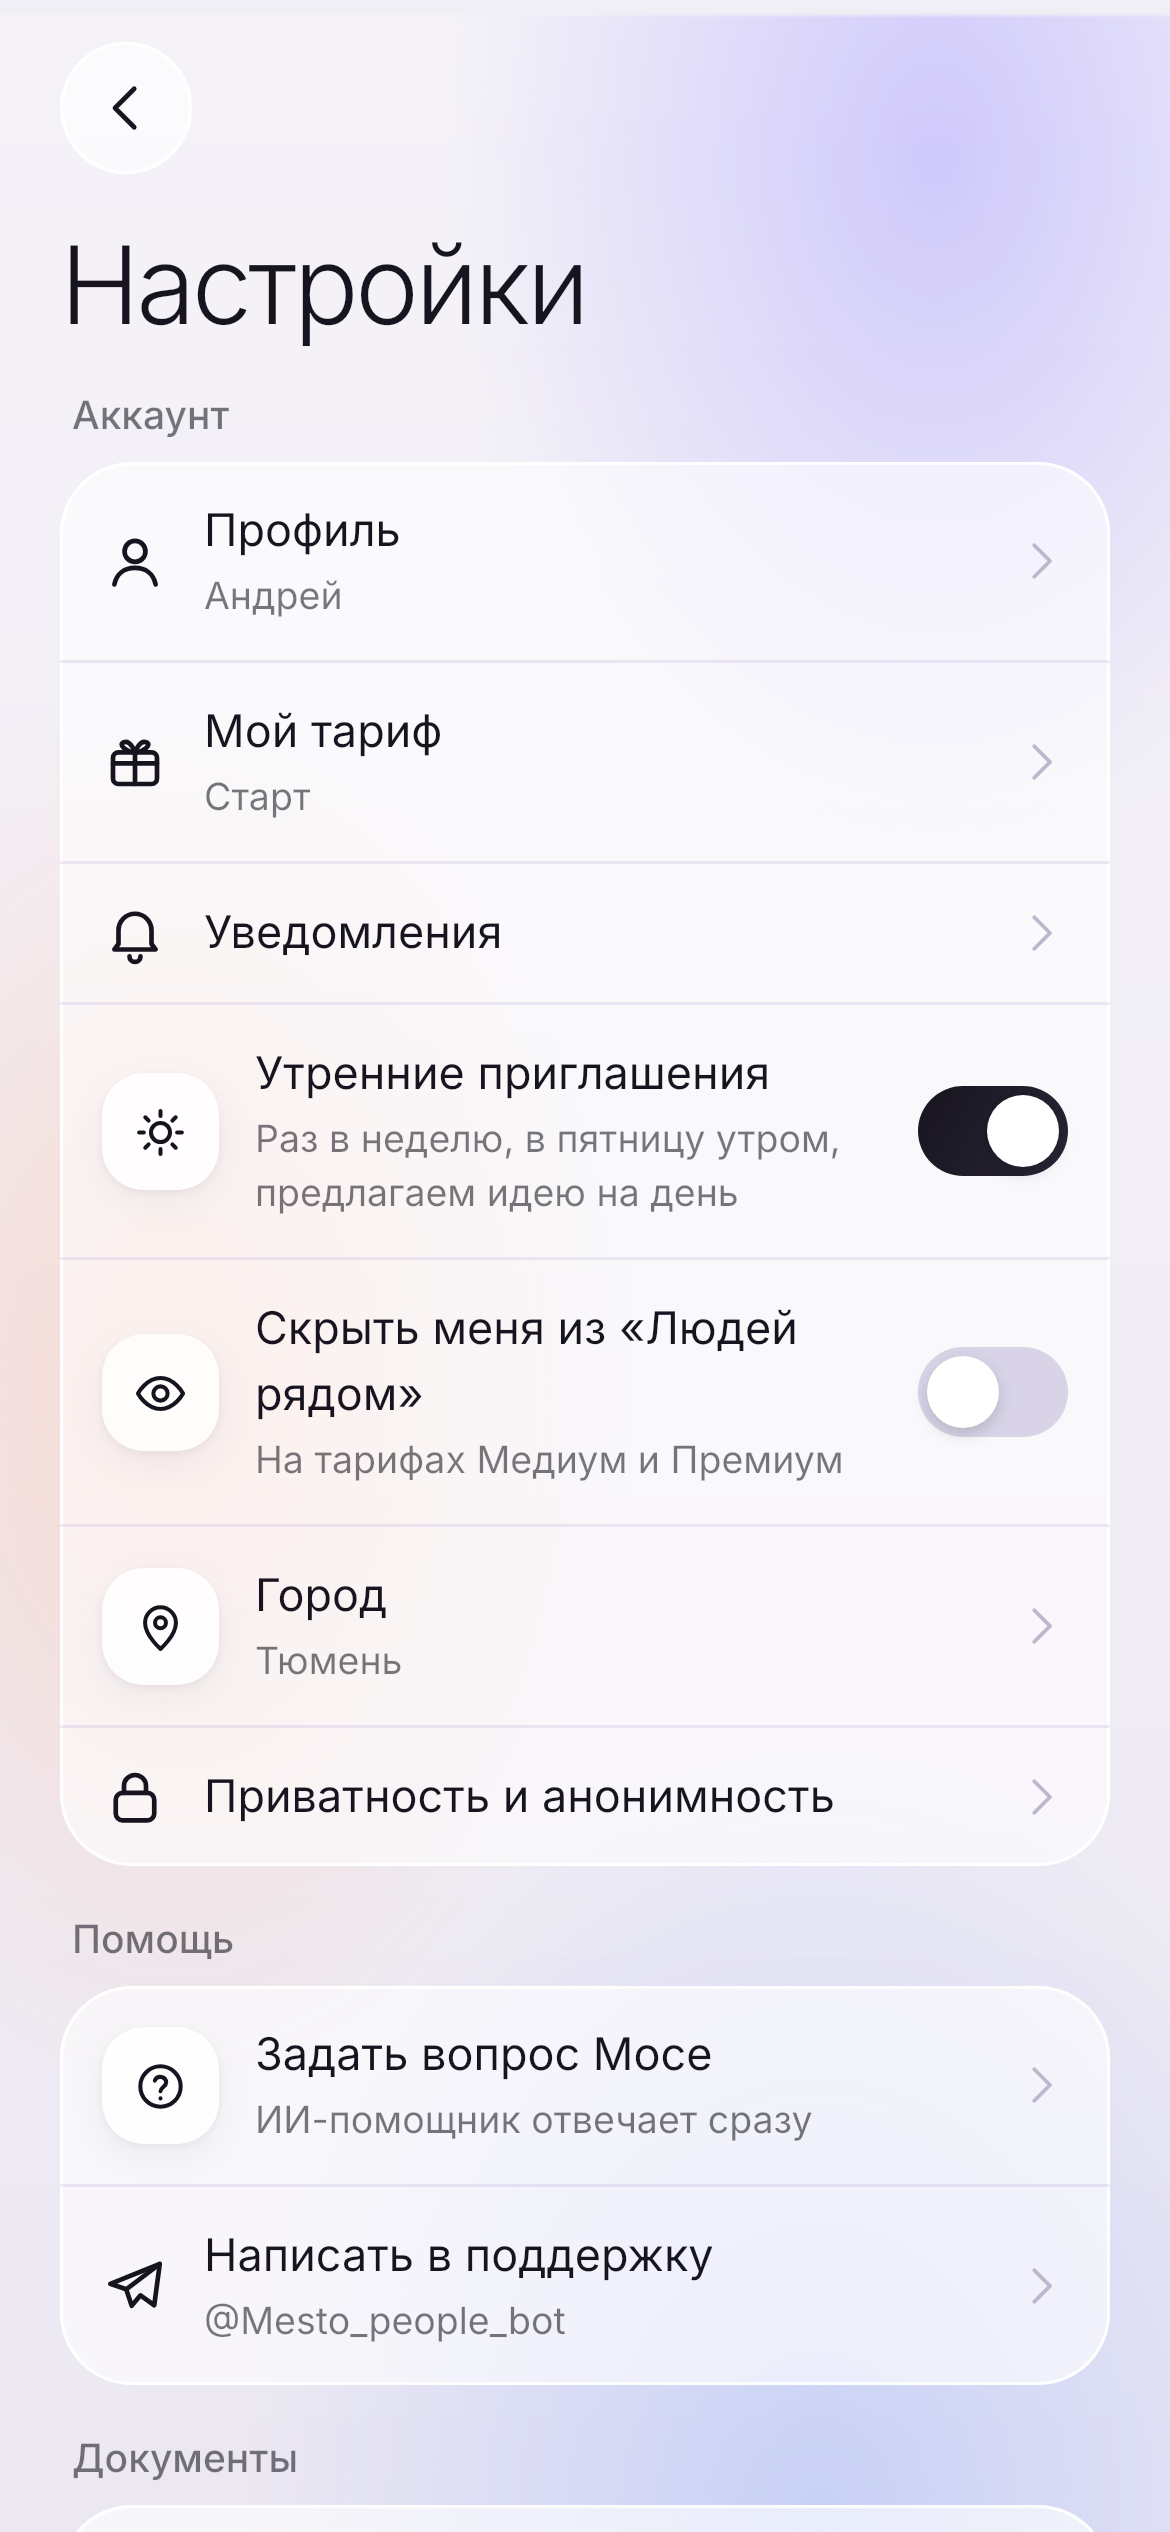 Настройки
Аккаунт
Профиль
Андрей
Мой тариф
Старт
Уведомления
Утренние приглашения
Раз в неделю, в пятницу утром,
предлагаем идею на день
Скрыть меня из «Людей
рядом»
На тарифах Медиум и Премиум
Город
Тюмень
Приватность и анонимность
Помощь
Задать вопрос Мосе
ИИ-помощник отвечает сразу
Написать в поддержку
@Mesto_people_bot
Документы